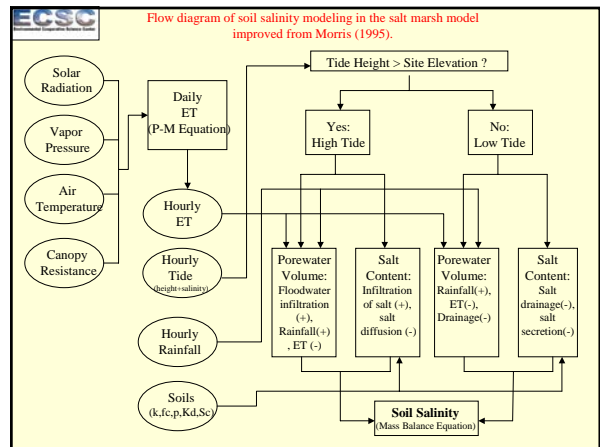 ECSC
Environmental Cooperative Science Center
Flow diagram of soil salinity modeling in the salt marsh model
improved from Morris (1995).
Solar
Radiation
Vapor
Pressure
Air
Temperature
Canopy
Resistance
Daily
ET
(P-M Equation)
Hourly
ET
Hourly
Tide
(height+salinity)
Hourly
Rainfall
Soils
(k,fc,p,Kd,Sc)
Tide Height > Site Elevation ?
Yes:
High Tide
No:
Low Tide
Porewater
Volume:
Floodwater
infiltration
(+),
Rainfall(+)
, ET (-)
Salt
Content:
Infiltration
of salt (+),
salt
diffusion (-)
Porewater
Volume:
Rainfall(+),
ET(-),
Drainage(-)
Salt
Content:
Salt
drainage(-),
salt
secretion(-)
Soil Salinity
(Mass Balance Equation)